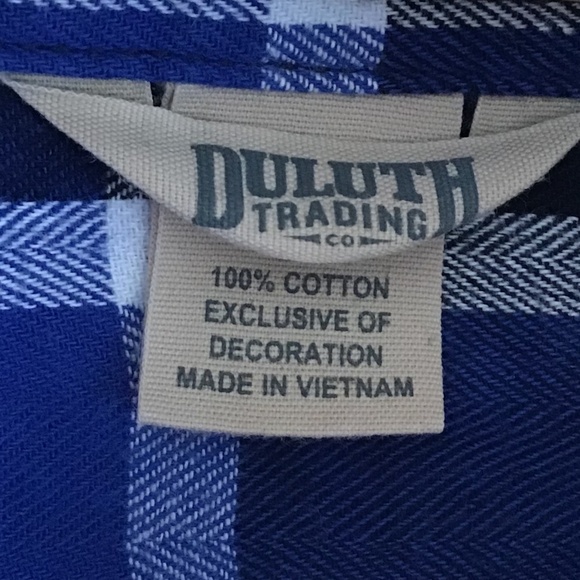 DULUTH
TRADING
CO
100% COTTON
EXCLUSIVE OF
DECORATION
MADE IN VIETNAM